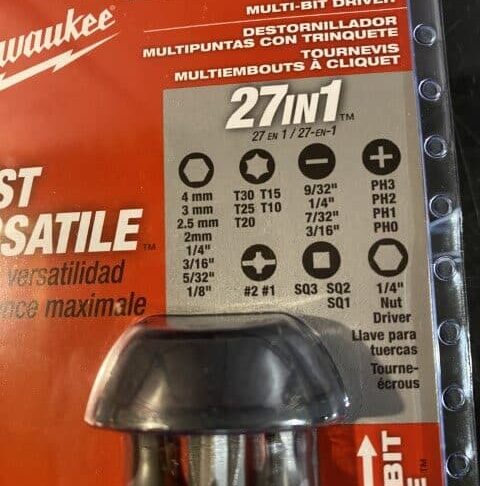 waukee
MULTI-BIT DRIVER
DESTORNILLADOR
MULTIPUNTAS CON TRINQUETE
TOURNEVIS
MULTIEMBOUTS À CLIQUET
27IN1™
27 EN 1 / 27-EN-1
4 mm
3 mm
2.5 mm
2mm
1/4"
3/16"
5/32"
1/8"
T30 T15
T25 T10
T20
9/32"
1/4"
7/32"
3/16"
PH3
PH2
PH1
PH0
#2 #1
SQ3 SQ2
SQ1
1/4"
Nut
Driver
Llave para
tuercas
Tourne-
écrous
ST
SATILE™
versatilidad
nce maximale
BIT